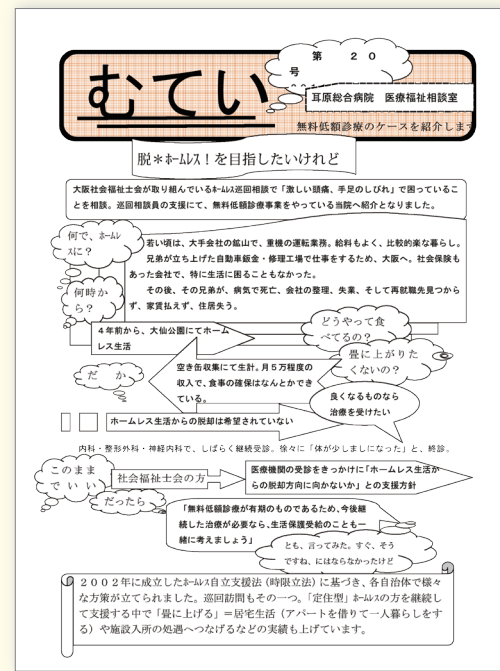 第 ２０
号
むてい
耳原総合病院 医療福祉相談室
無料低額診療のケースを紹介します
脱＊ﾎｰﾑﾚｽ！を目指したいけれど
大阪社会福祉士会が取り組んでいるﾎｰﾑﾚｽ巡回相談で「激しい頭痛、手足のしびれ」で困っているこ
とを相談。巡回相談員の支援にて、無料低額診療事業をやっている当院へ紹介となりました。
何で、ﾎｰﾑﾚ
ｽに？
若い頃は、大手会社の鉱山で、重機の運転業務。給料もよく、比較的楽な暮らし。
兄弟が立ち上げた自動車鈑金・修理工場で仕事をするため、大阪へ。社会保険も
あった会社で、特に生活に困ることもなかった。
その後、その兄弟が、病気で死亡、会社の整理、失業、そして再就職先見つから
ず、家賃払えず、住居失う。
何時か
ら？
４年前から、大仙公園にてホーム
レス生活
どうやって食
べてるの？
畳に上がりた
くないの？
空き缶収集にて生計。月５万程度の
収入で、食事の確保はなんとかでき
ている。
だ か
良くなるものなら
治療を受けたい
ホームレス生活からの脱却は希望されていない
内科・整形外科・神経内科で、しばらく継続受診。徐々に「体が少しましになった」と、終診。
このまま
で い い
社会福祉士会の方
医療機関の受診をきっかけに「ホームレス生活か
らの脱却方向に向かないか」との支援方針
だったら
「無料低額診療が有期のものであるため、今後継
続した治療が必要なら、生活保護受給のことも一
緒に考えましょう」
とも、言ってみた。すぐ、そう
ですね、にはならなかったけど
２００２年に成立したﾎｰﾑﾚｽ自立支援法（時限立法）に基づき、各自治体で様々
な方策が立てられました。巡回訪問もその一つ。「定住型」ﾎｰﾑﾚｽの方を継続し
て支援する中で「畳に上げる」＝居宅生活（アパートを借りて一人暮らしをす
る）や施設入所の処遇へつなげるなどの実績も上げています。